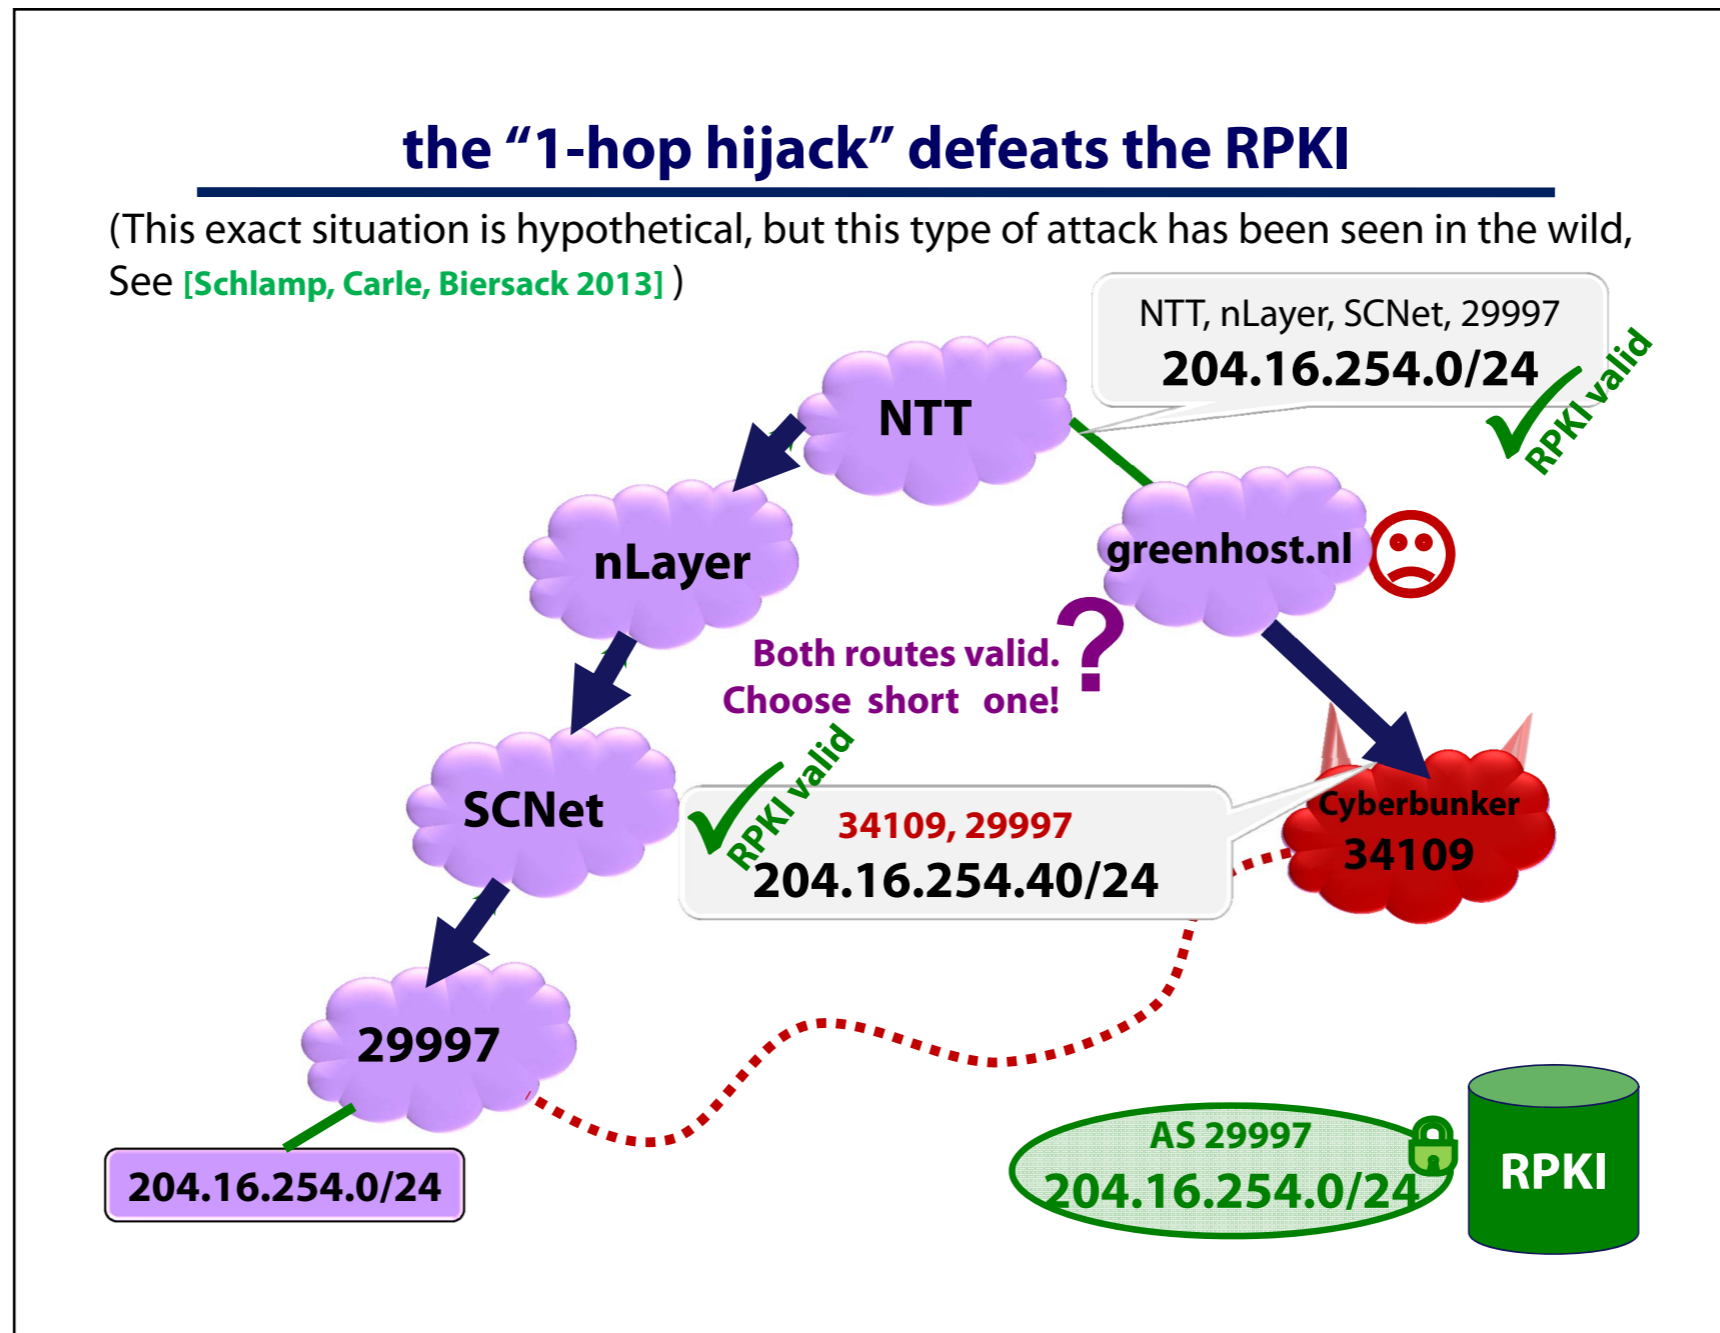 the “1-hop hijack” defeats the RPKI
(This exact situation is hypothetical, but this type of attack has been seen in the wild,
See [Schlamp, Carle, Biersack 2013] )
NTT, nLayer, SCNet, 29997
204.16.254.0/24
RPKI valid
NTT
nLayer
greenhost.nl
Both routes valid.
Choose short one!
?
SCNet
RPKI valid
34109, 29997
204.16.254.40/24
Cyberbunker
34109
29997
204.16.254.0/24
AS 29997
204.16.254.0/24
RPKI